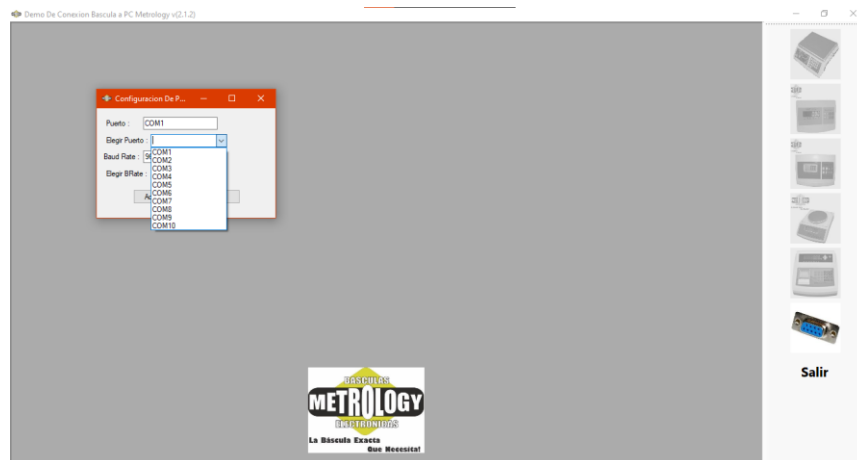 Demo De Conexion Bascula a PC Metrology v(2.1.2)
Configuracion De P...
Puerto : COM1
Elegir Puerto :
Baud Rate :
Elegir BRate :
COM1
COM2
COM3
COM4
COM5
COM6
COM7
COM8
COM9
COM10
Salir
BASCULAS
METROLOGY
ELECTRONICAS
La Báscula Exacta
Que Necesita!